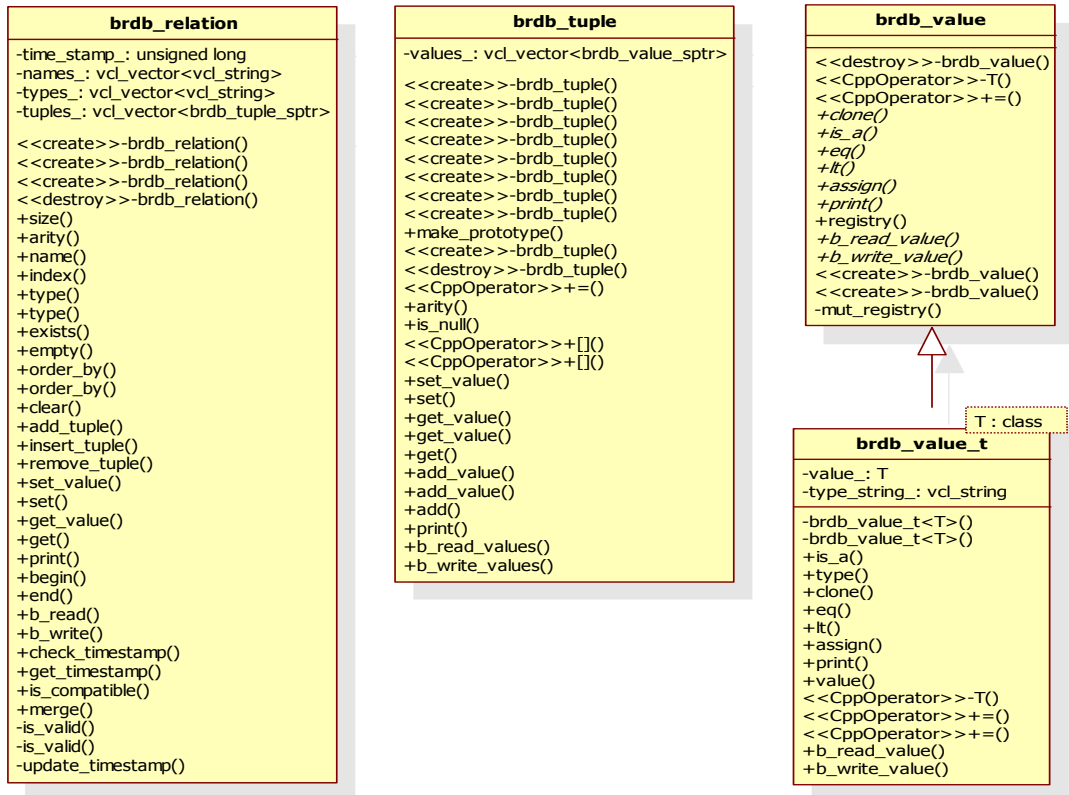 brdb_relation
-time_stamp_: unsigned long
-names_: vcl_vector<vcl_string>
-types_: vcl_vector<vcl_string>
-tuples_: vcl_vector<brdb_tuple_sptr>
<<create>>-brdb_relation()
<<create>>-brdb_relation()
<<create>>-brdb_relation()
<<destroy>>-brdb_relation()
+size()
+arity()
+name()
+index()
+type()
+type()
+exists()
+empty()
+order_by()
+order_by()
+clear()
+add_tuple()
+insert_tuple()
+remove_tuple()
+set_value()
+set()
+get_value()
+get()
+print()
+begin()
+end()
+b_read()
+b_write()
+check_timestamp()
+get_timestamp()
+is_compatible()
+merge()
-is_valid()
-is_valid()
-update_timestamp()
brdb_tuple
-values_: vcl_vector<brdb_value_sptr>
<<create>>-brdb_tuple()
<<create>>-brdb_tuple()
<<create>>-brdb_tuple()
<<create>>-brdb_tuple()
<<create>>-brdb_tuple()
<<create>>-brdb_tuple()
<<create>>-brdb_tuple()
<<create>>-brdb_tuple()
+make_prototype()
<<create>>-brdb_tuple()
<<destroy>>-brdb_tuple()
<<CppOperator>>+=()
+arity()
+is_null()
<<CppOperator>>+[]()
<<CppOperator>>+[]()
+set_value()
+set()
+get_value()
+get_value()
+get()
+add_value()
+add_value()
+add()
+print()
+b_read_values()
+b_write_values()
brdb_value
<<destroy>>-brdb_value()
<<CppOperator>>-T()
<<CppOperator>>+=()
+clone()
+is_a()
+eq()
+lt()
+assign()
+print()
+registry()
+b_read_value()
+b_write_value()
<<create>>-brdb_value()
<<create>>-brdb_value()
-mut_registry()
T : class
brdb_value_t
-value_: T
-type_string_: vcl_string
-brdb_value_t<T>()
-brdb_value_t<T>()
+is_a()
+type()
+clone()
+eq()
+lt()
+assign()
+print()
+value()
<<CppOperator>>-T()
<<CppOperator>>+=()
<<CppOperator>>+=()
+b_read_value()
+b_write_value()